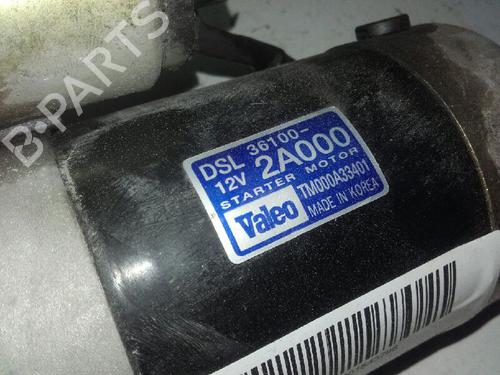 B-PARTS
DSL 36100-
12V 2A000
STARTER MOTOR
Valeo TM000A33401
MADE IN KOREA